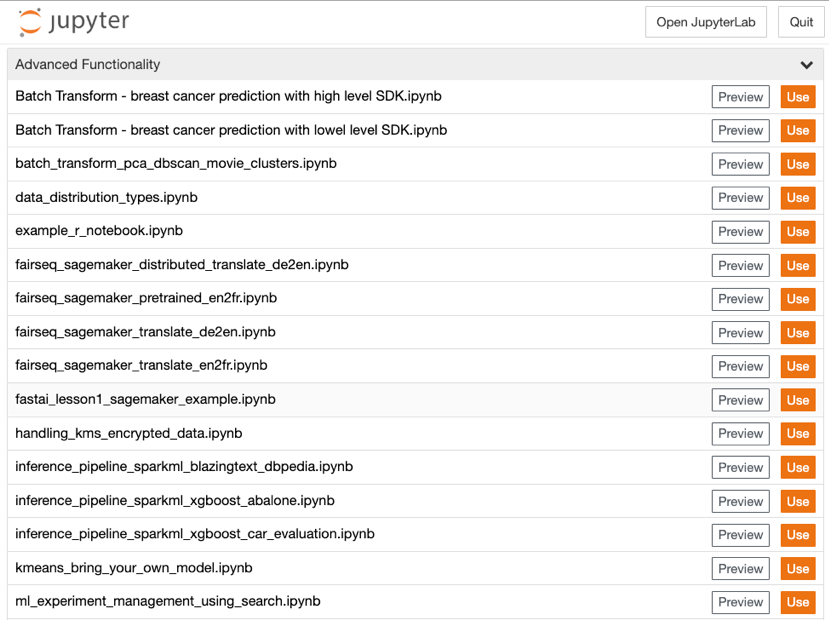 jupyter
Open JupyterLab
Quit
Advanced Functionality
Batch Transform - breast cancer prediction with high level SDK.ipynb Preview Use
Batch Transform - breast cancer prediction with lowel level SDK.ipynb Preview Use
batch_transform_pca_dbscan_movie_clusters.ipynb Preview Use
data_distribution_types.ipynb Preview Use
example_r_notebook.ipynb Preview Use
fairseq_sagemaker_distributed_translate_de2en.ipynb Preview Use
fairseq_sagemaker_pretrained_en2fr.ipynb Preview Use
fairseq_sagemaker_translate_de2en.ipynb Preview Use
fairseq_sagemaker_translate_en2fr.ipynb Preview Use
fastai_lesson1_sagemaker_example.ipynb Preview Use
handling_kms_encrypted_data.ipynb Preview Use
inference_pipeline_sparkml_blazingtext_dbpedia.ipynb Preview Use
inference_pipeline_sparkml_xgboost_abalone.ipynb Preview Use
inference_pipeline_sparkml_xgboost_car_evaluation.ipynb Preview Use
kmeans_bring_your_own_model.ipynb Preview Use
ml_experiment_management_using_search.ipynb Preview Use